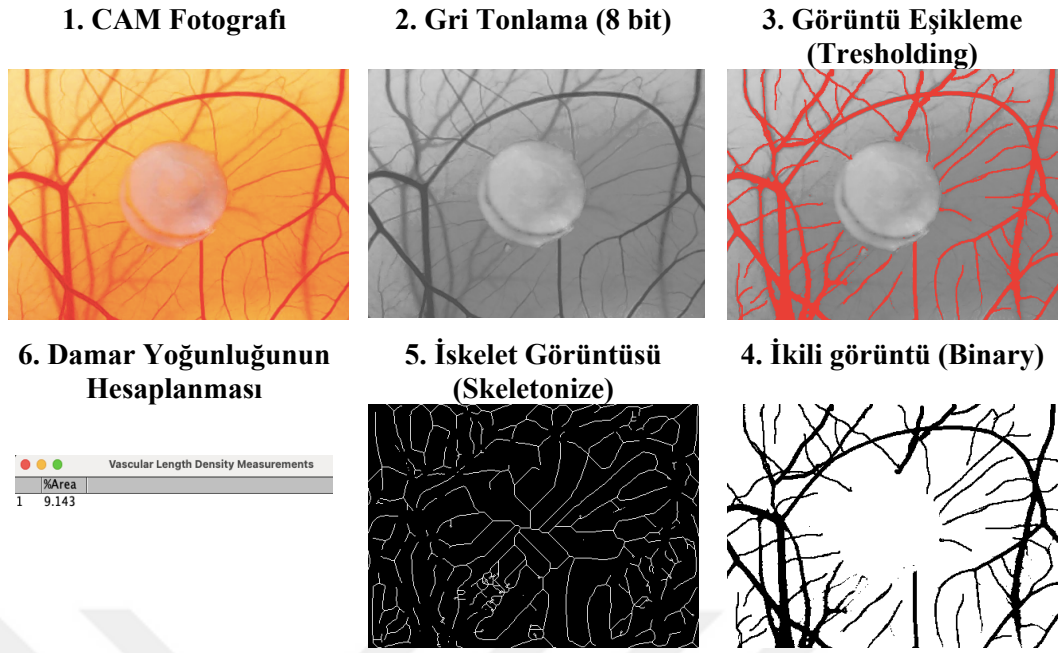 1. CAM Fotografı
2. Gri Tonlama (8 bit)
3. Görüntü Eşikleme
(Tresholding)
6. Damar Yoğunluğunun
Hesaplanması
5. İskelet Görüntüsü
(Skeletonize)
4. İkili görüntü (Binary)
Vascular Length Density Measurements
%Area
1 9.143